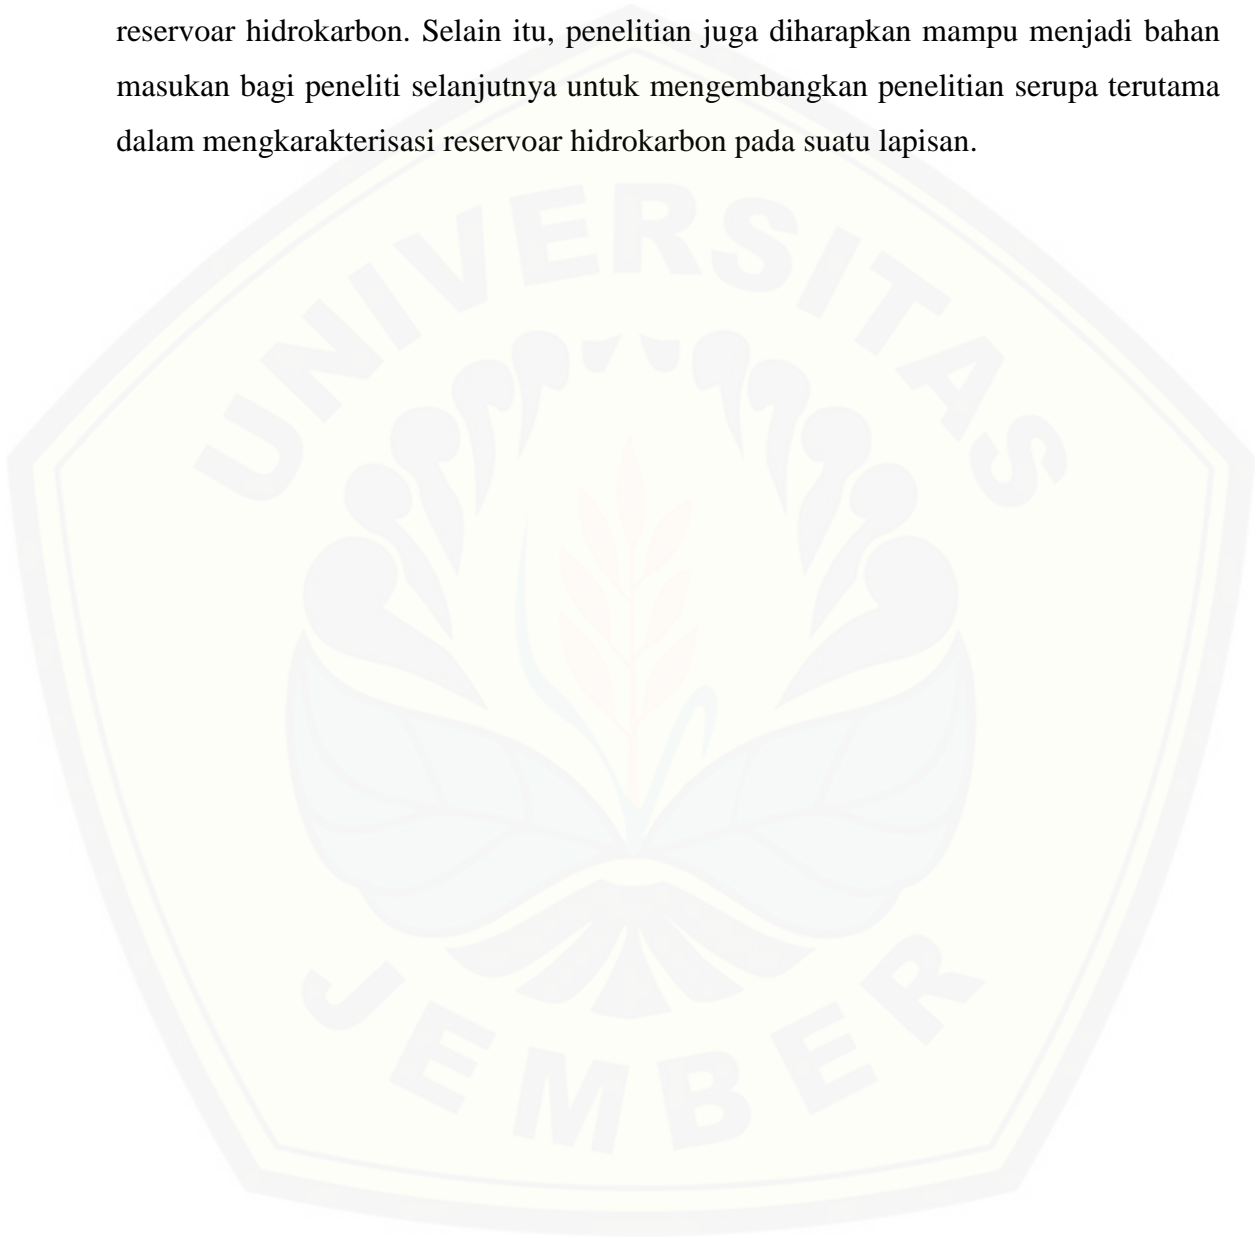 reservoar hidrokarbon. Selain itu, penelitian juga diharapkan mampu menjadi bahan
masukan bagi peneliti selanjutnya untuk mengembangkan penelitian serupa terutama
dalam mengkarakterisasi reservoar hidrokarbon pada suatu lapisan.
UNIVERSITAS
JEMBER